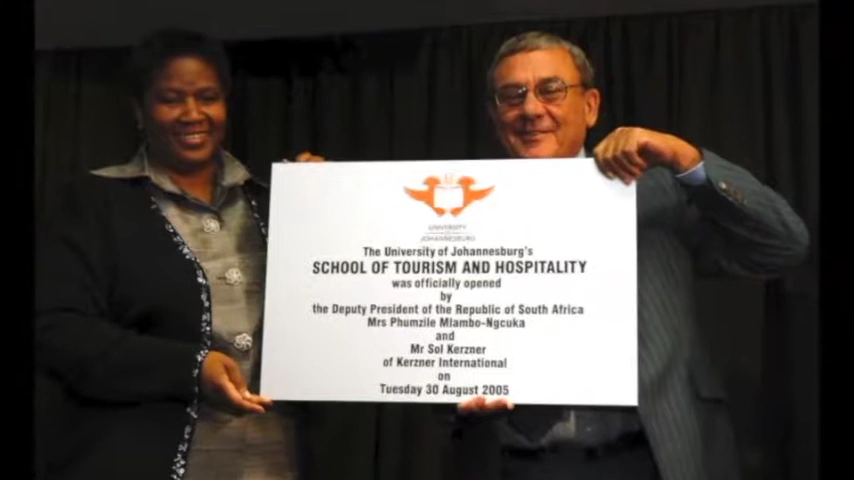 UNIVERSITY
OF
JOHANNESBURG
The University of Johannesburg's
SCHOOL OF TOURISM AND HOSPITALITY
was officially opened
by
the Deputy President of the Republic of South Africa
Mrs Phumzile Mlambo-Ngcuka
and
Mr Sol Kerzner
of Kerzner International
on
Tuesday 30 August 2005